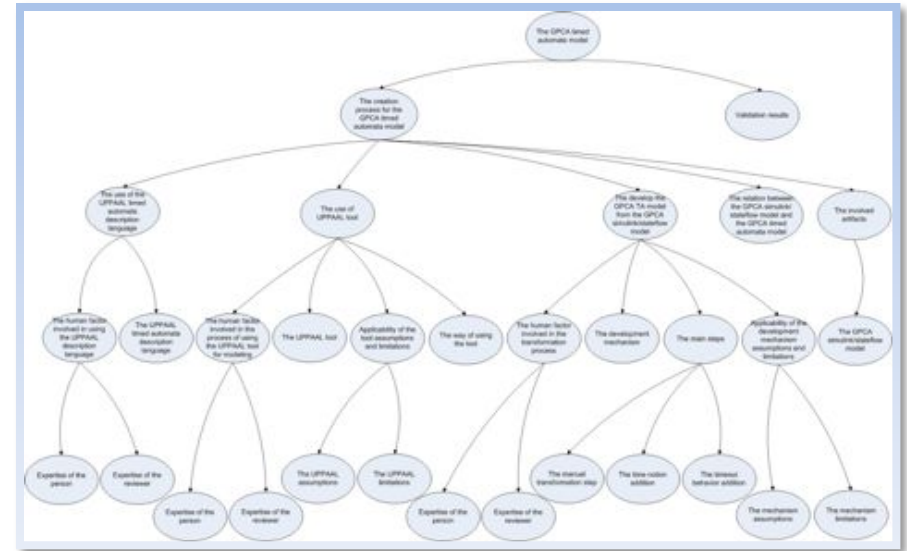 The GPCA timed
automata model
The creation
process for the
GPCA timed
automata model
Validation results
The use of the
UPPAAL timed
automata
description
language
The use of
UPPAAL tool
The develop the
GPCA TA model
from the GPCA
simulink/stateflow
model
The relation between
the GPCA simulink/
stateflow model and
the GPCA timed
automata model
The involved
artifacts
The human factor
involved in using
the UPPAAL
description
language
The UPPAAL
timed automata
description
language
The human factor
involved in the
process of using
the UPPAAL tool
for modeling
The UPPAAL tool
Applicability of the
tool assumptions
and limitations
The way of using
the tool
The human factor
involved in the
transformation
process
The development
mechanism
The main steps
Applicability of the
development
mechanism
assumptions and
limitations
The GPCA
simulink/stateflow
model
Expertise of the
person
Expertise of the
reviewer
Expertise of the
person
Expertise of the
reviewer
The UPPAAL
assumptions
The UPPAAL
limitations
Expertise of the
person
Expertise of the
reviewer
The manual
transformation step
The time notion
addition
The timeout
behavior addition
The mechanism
assumptions
The mechanism
limitations